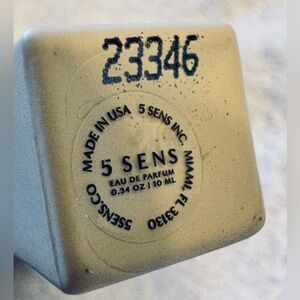 23346
MADE IN USA 5 SENS INC. MIAMI, FL 33130
5SENS.CO
5 SENS
EAU DE PARFUM
0.34 OZ | 10 ML